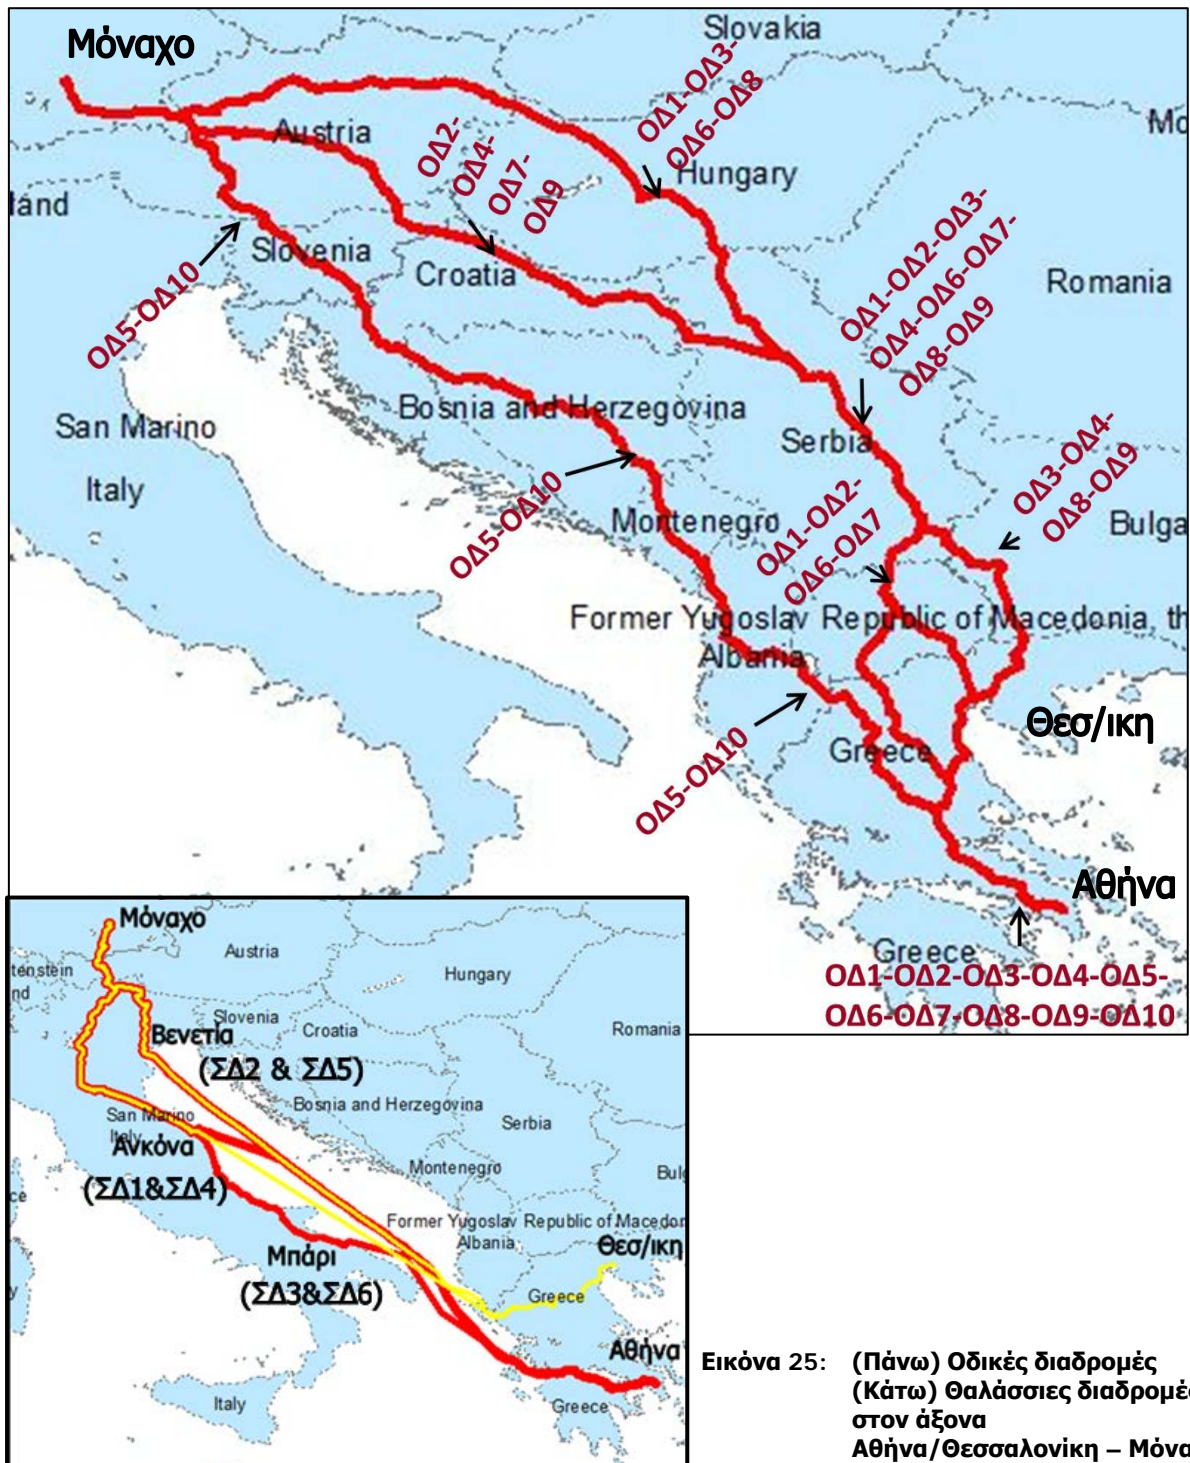 Μόναχο
Slovakia
ΟΔ1-ΟΔ3-
ΟΔ6-ΟΔ8
Austria
ΟΔ2-
ΟΔ4-
ΟΔ7-
ΟΔ9
Hungary
ΟΔ1-ΟΔ2-ΟΔ3-
ΟΔ4-ΟΔ6-ΟΔ7-
ΟΔ8-ΟΔ9
Slovenia
Croatia
Romania
ΟΔ5-ΟΔ10
Bosnia and Herzegovina
San Marino
Serbia
Italy
ΟΔ3-ΟΔ4-
ΟΔ8-ΟΔ9
Bulga
Montenegro
ΟΔ5-ΟΔ10
ΟΔ1-ΟΔ2-
ΟΔ6-ΟΔ7
Former Yugoslav Republic of Macedonia, th
Albania
Θεσ/ικη
Greece
ΟΔ5-ΟΔ10
Αθήνα
Greece
ΟΔ1-ΟΔ2-ΟΔ3-ΟΔ4-ΟΔ5-
ΟΔ6-ΟΔ7-ΟΔ8-ΟΔ9-ΟΔ10
Μόναχο
Austria
tenstein
nd
Hungary
Slovenia
Croatia
Romania
Βενετία
(ΣΔ2 & ΣΔ5)
Bosnia and Herzegovina
San Marino
Italy
Serbia
Ανκόνα
Montenegro
(ΣΔ1&ΣΔ4)
Former Yugoslav Republic of Macedon
Albania
Θεσ/ικη
Μπάρι
(ΣΔ3&ΣΔ6)
Greece
Αθήνα
Italy
Greece
Εικόνα 25: (Πάνω) Οδικές διαδρομές
(Κάτω) Θαλάσσιες διαδρομές
στον άξονα
Αθήνα/Θεσσαλονίκη – Μόνα